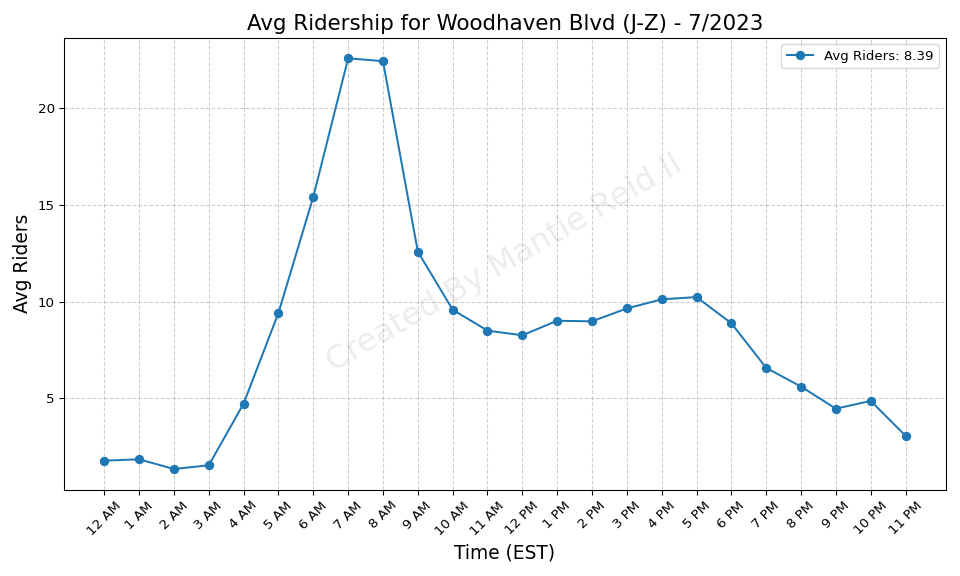 Avg Ridership for Woodhaven Blvd (J-Z) - 7/2023
Avg Riders: 8.39
Avg Riders
20
15
10
5
Created By Mantie Reid II
12 AM
1 AM
2 AM
3 AM
4 AM
5 AM
6 AM
7 AM
8 AM
9 AM
10 AM
11 AM
12 PM
1 PM
2 PM
3 PM
4 PM
5 PM
6 PM
7 PM
8 PM
9 PM
10 PM
11 PM
Time (EST)